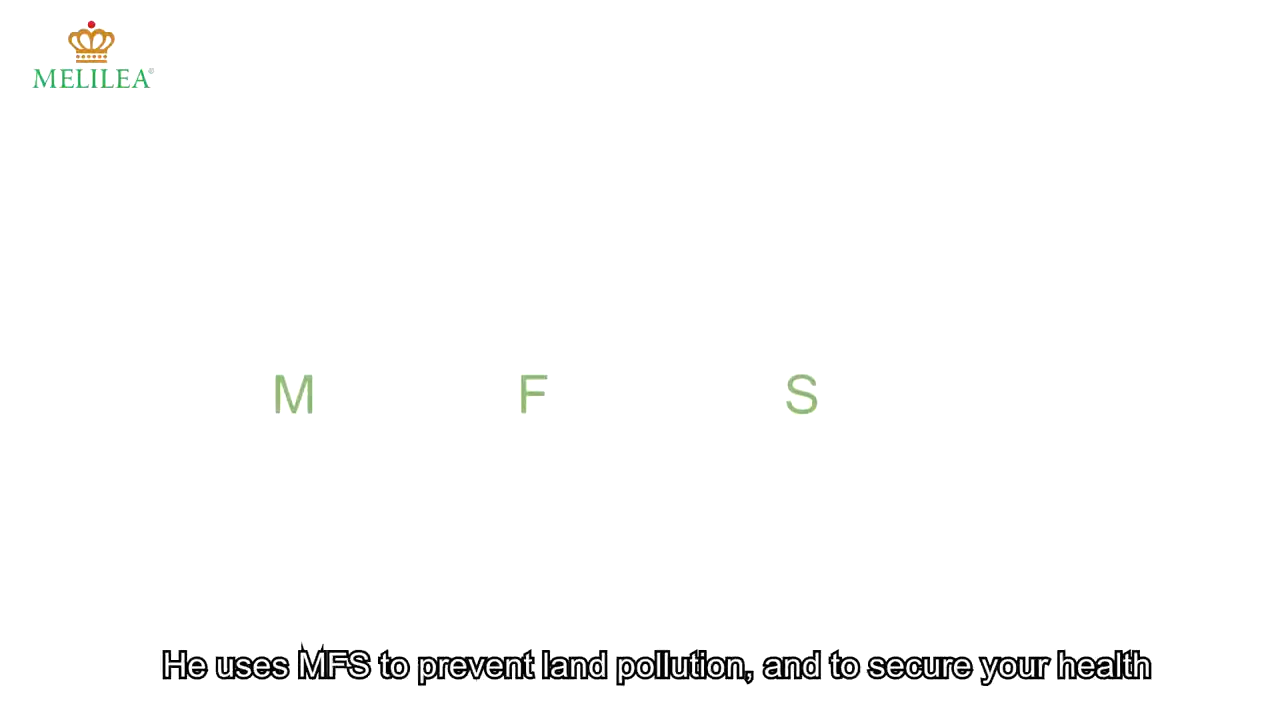 MELILEA
M F S
He uses MFS to prevent land pollution, and to secure your health